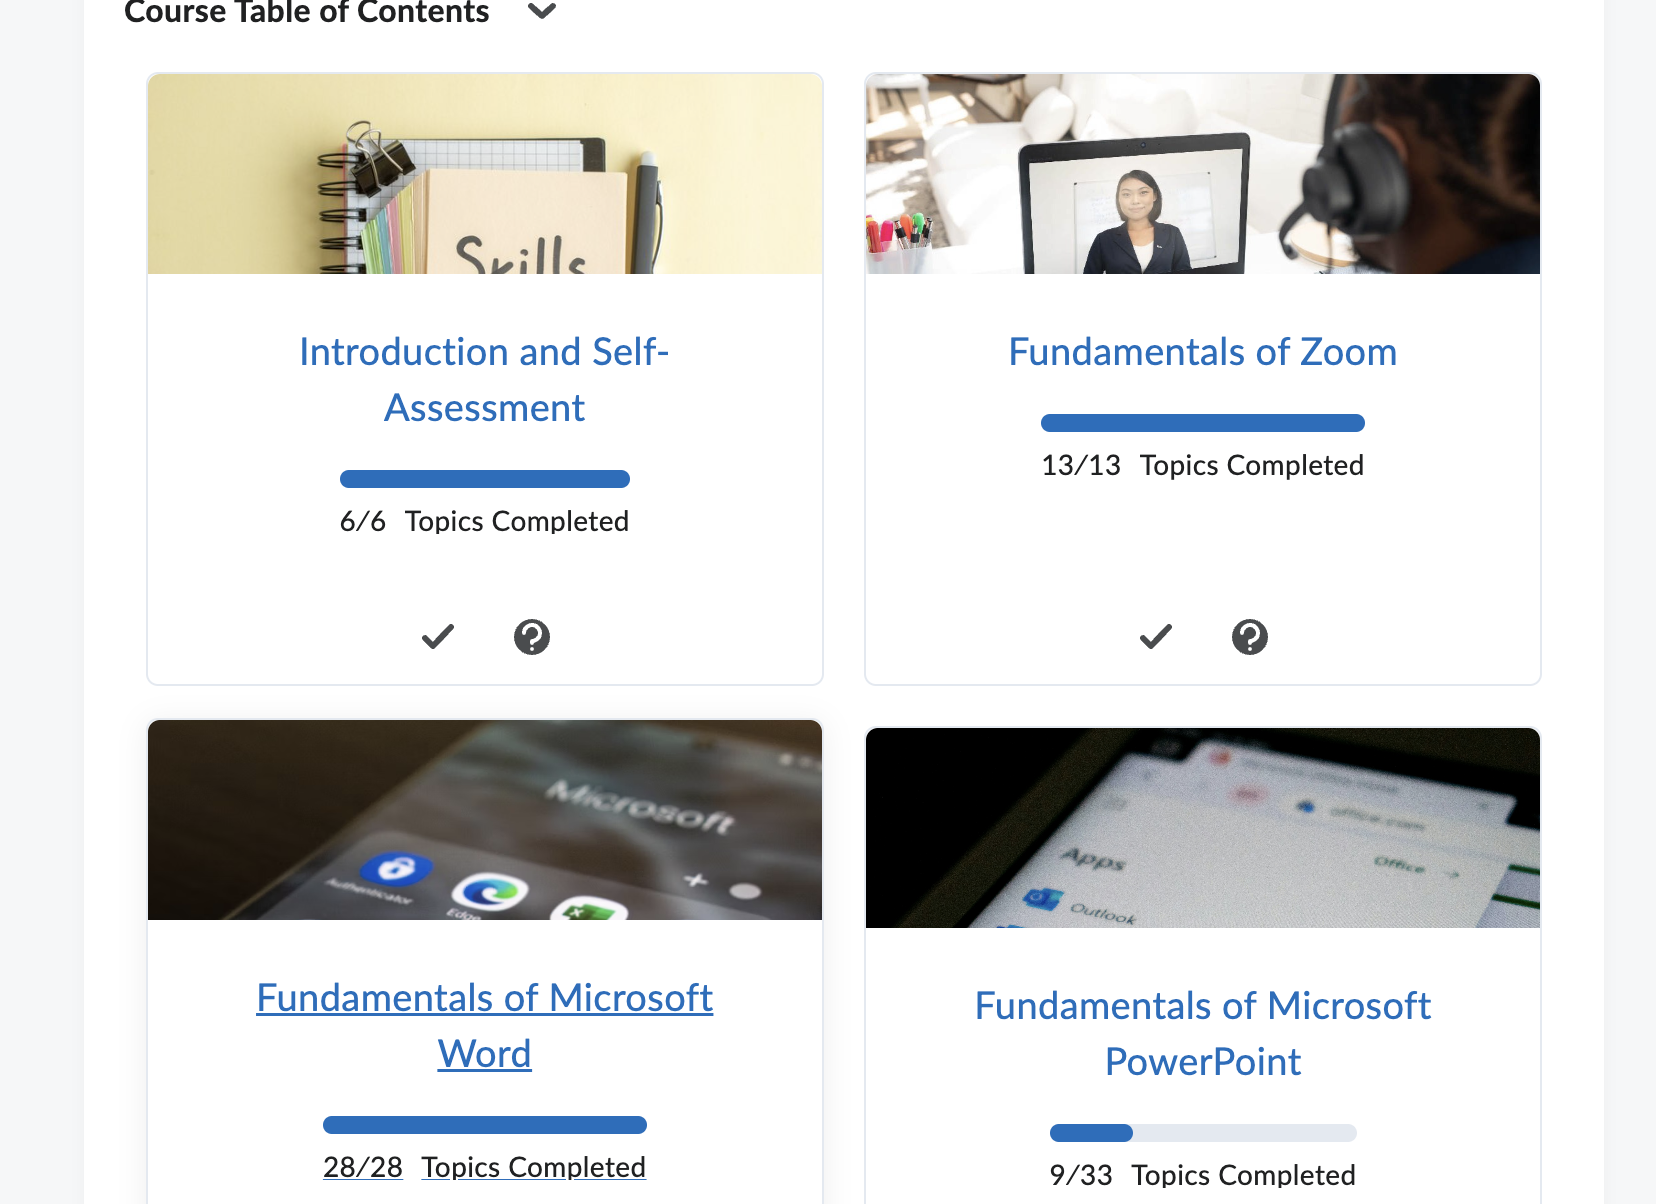 Course Table of Contents
Skills
Introduction and Self-
Assessment
6/6 Topics Completed
Fundamentals of Zoom
13/13 Topics Completed
Microsoft
Authenticator
Edge
Fundamentals of Microsoft
Word
28/28 Topics Completed
office.com
Apps
Office
Outlook
Fundamentals of Microsoft
PowerPoint
9/33 Topics Completed